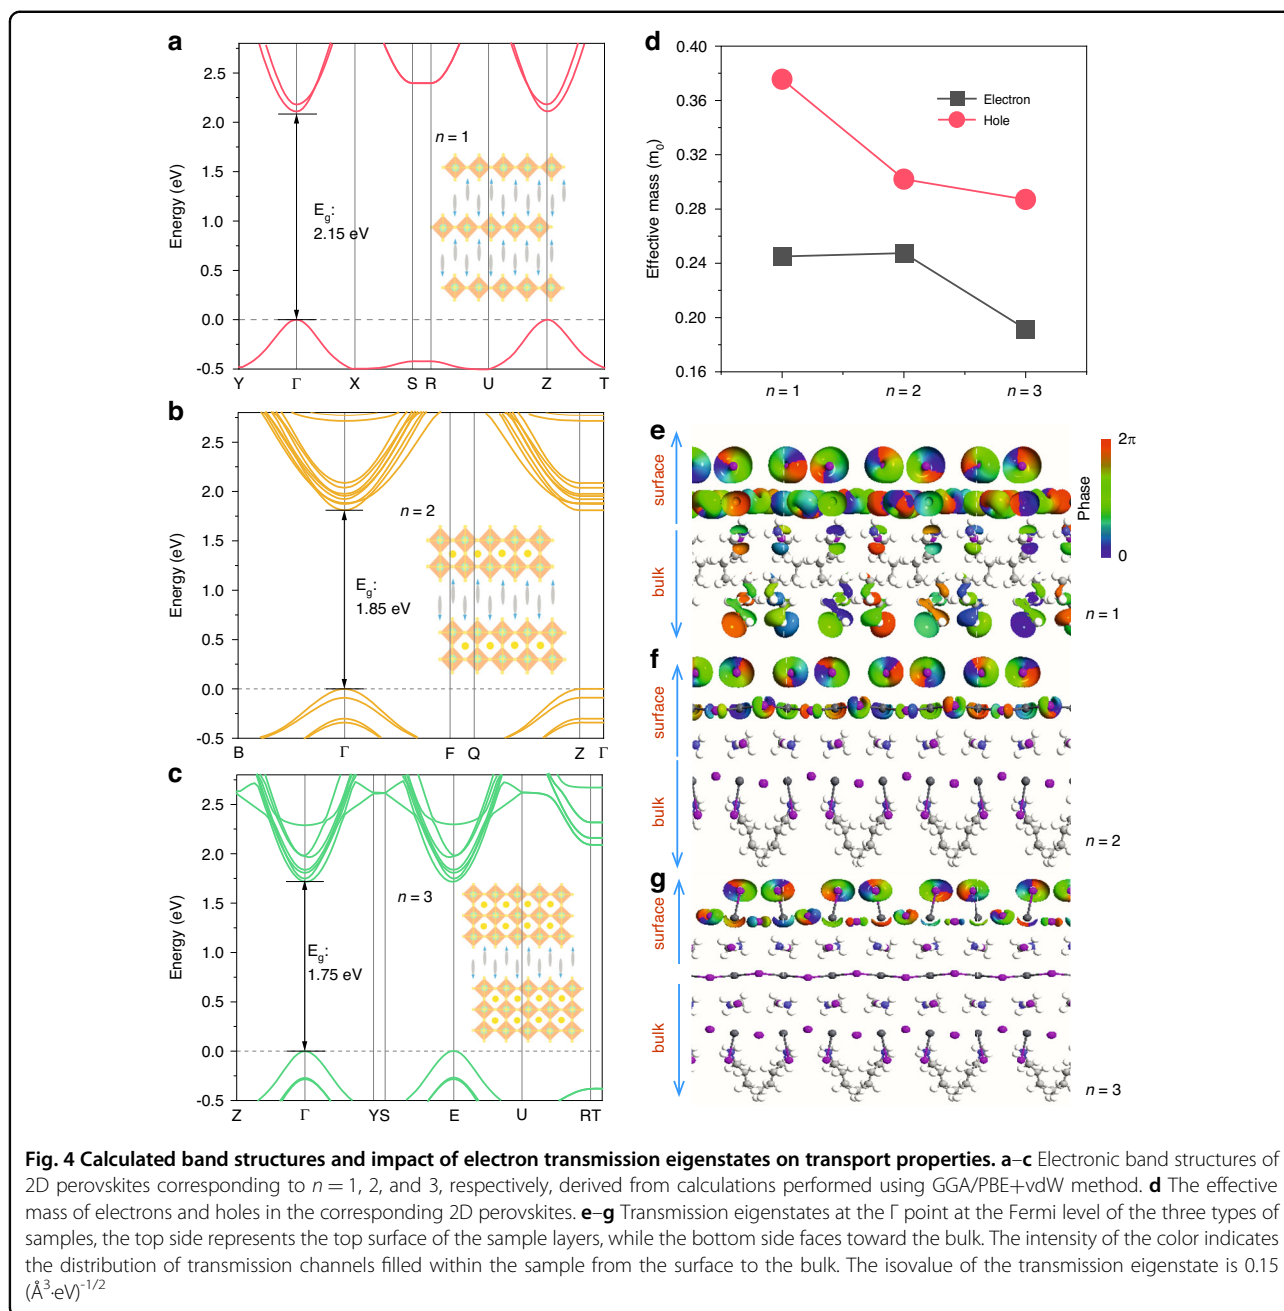 a
2.5
2.0
1.5
1.0
0.5
0.0
-0.5
Energy (eV)
n = 1
Eg:
2.15 eV
Y Γ X S R U Z T
b
2.5
2.0
1.5
1.0
0.5
0.0
-0.5
Energy (eV)
n = 2
Eg:
1.85 eV
B Γ F Q Z Γ
c
2.5
2.0
1.5
1.0
0.5
0.0
-0.5
Energy (eV)
n = 3
Eg:
1.75 eV
Z Γ YS E U RT
d
0.40
0.36
0.32
0.28
0.24
0.20
0.16
Effective mass (m0)
Electron
Hole
n = 1 n = 2 n = 3
e
surface
bulk
n = 1
2π
Phase
0
f
surface
bulk
n = 2
g
surface
bulk
n = 3
Fig. 4 Calculated band structures and impact of electron transmission eigenstates on transport properties. a–c Electronic band structures of
2D perovskites corresponding to n = 1, 2, and 3, respectively, derived from calculations performed using GGA/PBE+vdW method. d The effective
mass of electrons and holes in the corresponding 2D perovskites. e–g Transmission eigenstates at the Γ point at the Fermi level of the three types of
samples, the top side represents the top surface of the sample layers, while the bottom side faces toward the bulk. The intensity of the color indicates
the distribution of transmission channels filled within the sample from the surface to the bulk. The isovalue of the transmission eigenstate is 0.15
(Å³·eV)⁻¹/²